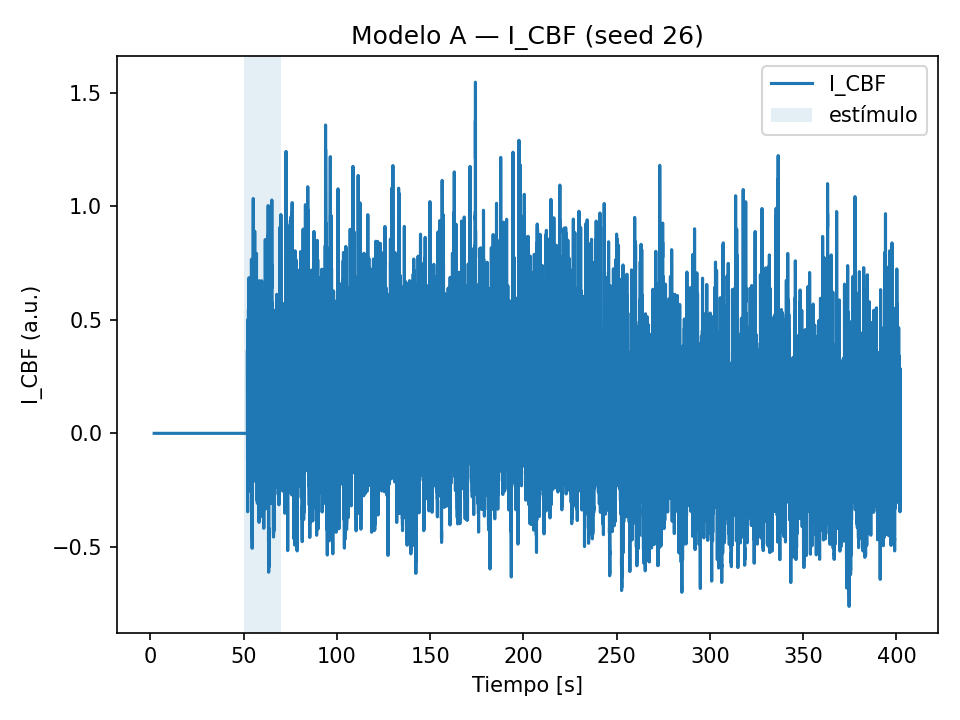 Modelo A — I_CBF (seed 26)
I_CBF
estímulo
1.5
1.0
0.5
0.0
−0.5
I_CBF (a.u.)
0 50 100 150 200 250 300 350 400
Tiempo [s]